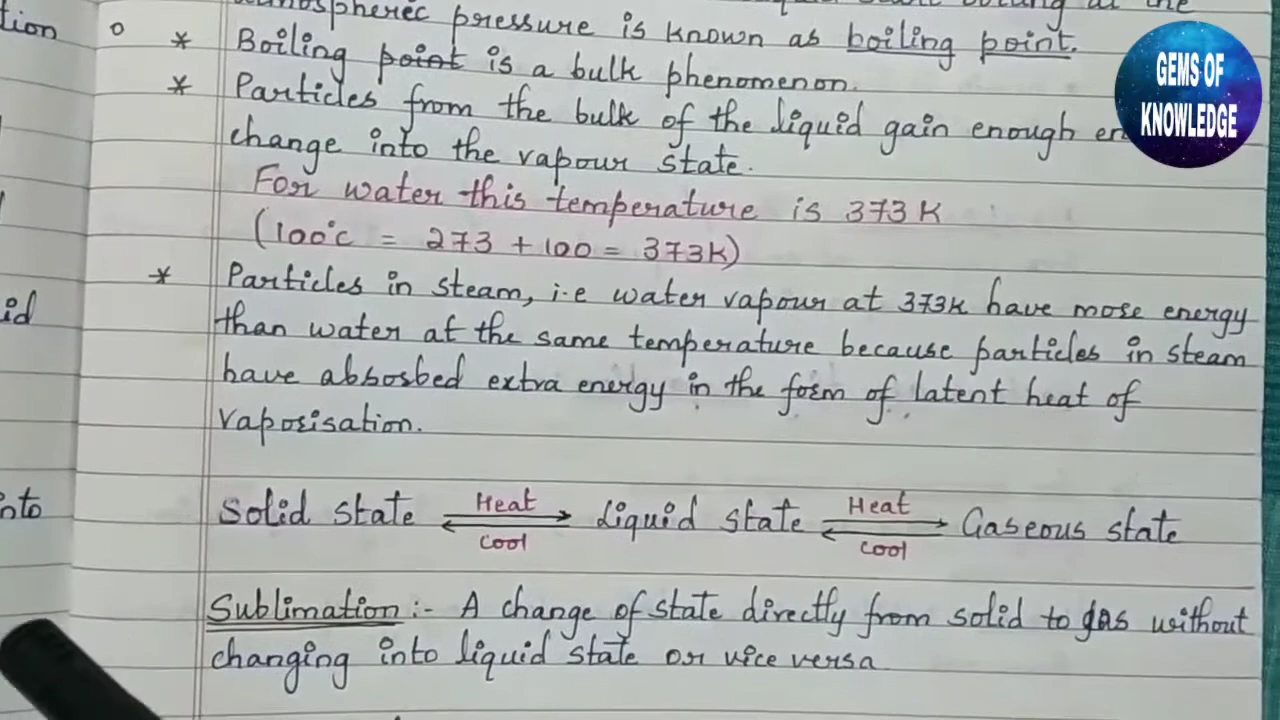 tion
pressure is known as boiling point.
* Boiling point is a bulk phenomenon.
* Particles from the bulk of the liquid gain enough en
change into the vapour state.
For water this temperature is 373K
(100°c = 273 + 100 = 373K)
* Particles in steam, i.e water vapour at 373K have more energy
than water at the same temperature because particles in steam
have absorbed extra energy in the form of latent heat of
vaporisation.
id
nto
Solid state Heat Cool Liquid state Heat Cool Gaseous state
Sublimation :- A change of state directly from solid to gas without
changing into liquid state or vice versa
GEMS OF
KNOWLEDGE